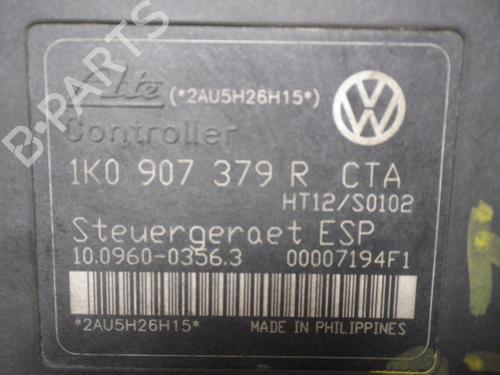 B-PARTS
Ate (*2AU5H26H15*)
Controller
1K0 907 379 R CTA
HT12/S0102
Steuergeraet ESP
10.0960-0356.3 00007194F1
*2AU5H26H15* MADE IN PHILIPPINES